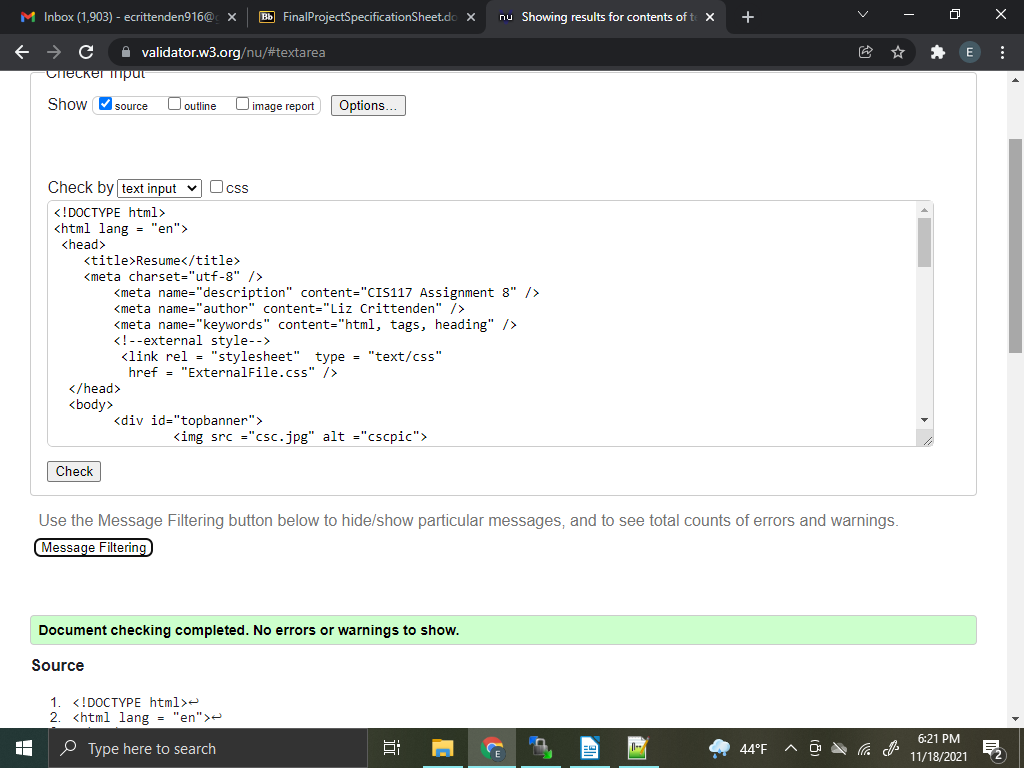 Inbox (1,903) - ecrittenden916@
Bb FinalProjectSpecificationSheet.do
nu Showing results for contents of t
validator.w3.org/nu/#textarea
E
Checker Input
Show source outline image report Options...
Check by text input css
<!DOCTYPE html>
<html lang = "en">
<head>
<title>Resume</title>
<meta charset="utf-8" />
<meta name="description" content="CIS117 Assignment 8" />
<meta name="author" content="Liz Crittenden" />
<meta name="keywords" content="html, tags, heading" />
<!--external style-->
<link rel = "stylesheet"  type = "text/css"
href = "ExternalFile.css" />
</head>
<body>
<div id="topbanner">
<img src ="csc.jpg" alt ="cscpic">
Check
Use the Message Filtering button below to hide/show particular messages, and to see total counts of errors and warnings.
Message Filtering
Document checking completed. No errors or warnings to show.
Source
1. <!DOCTYPE html>↩
2. <html lang = "en">↩
Type here to search
E
44°F
6:21 PM
11/18/2021
2